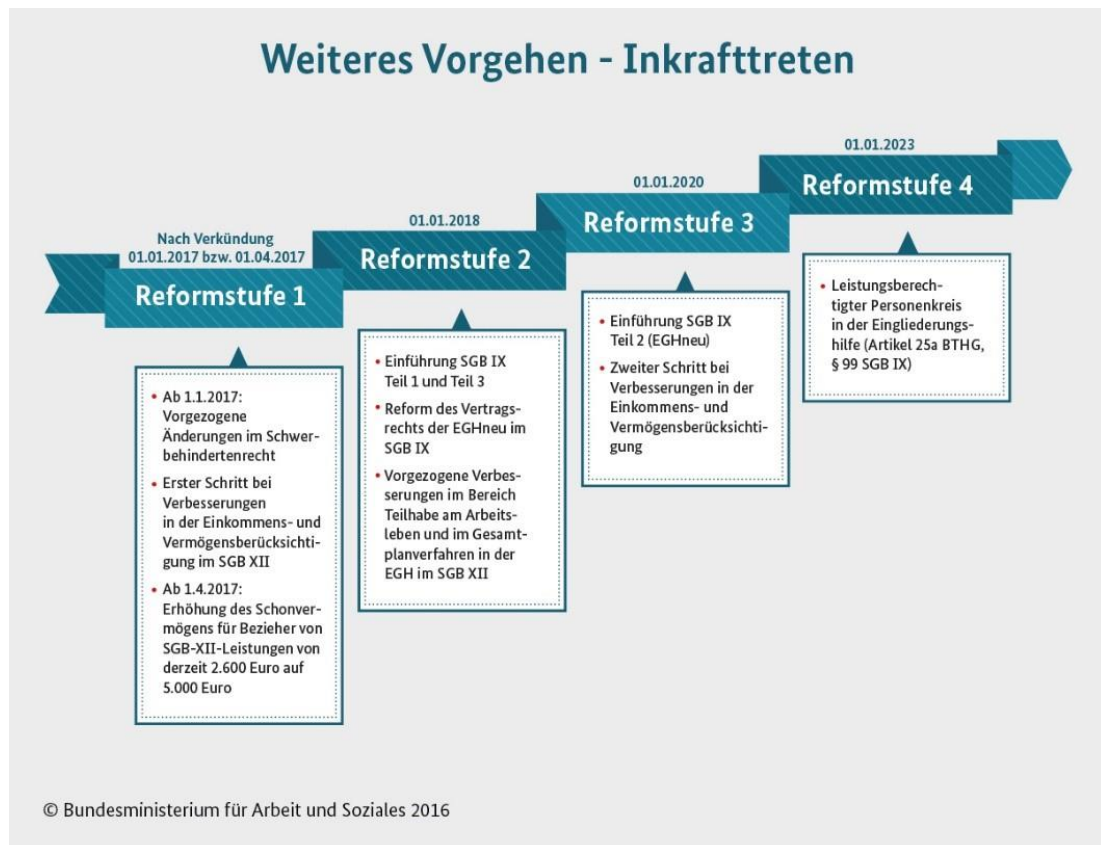 Weiteres Vorgehen - Inkrafttreten
Nach Verkündung
01.01.2017 bzw. 01.04.2017
Reformstufe 1
• Ab 1.1.2017:
Vorgezogene
Änderungen im Schwer-
behindertenrecht
• Erster Schritt bei
Verbesserungen
in der Einkommens- und
Vermögensberücksichti-
gung im SGB XII
• Ab 1.4.2017:
Erhöhung des Schonver-
mögens für Bezieher von
SGB-XII-Leistungen von
derzeit 2.600 Euro auf
5.000 Euro
01.01.2018
Reformstufe 2
• Einführung SGB IX
Teil 1 und Teil 3
• Reform des Vertrags-
rechts der EGHneu im
SGB IX
• Vorgezogene Verbes-
serungen im Bereich
Teilhabe am Arbeits-
leben und im Gesamt-
planverfahren in der
EGH im SGB XII
01.01.2020
Reformstufe 3
• Einführung SGB IX
Teil 2 (EGHneu)
• Zweiter Schritt bei
Verbesserungen in der
Einkommens- und
Vermögensberücksichti-
gung
01.01.2023
Reformstufe 4
• Leistungsberech-
tigter Personenkreis
in der Eingliederungs-
hilfe (Artikel 25a BTHG,
§ 99 SGB IX)
© Bundesministerium für Arbeit und Soziales 2016